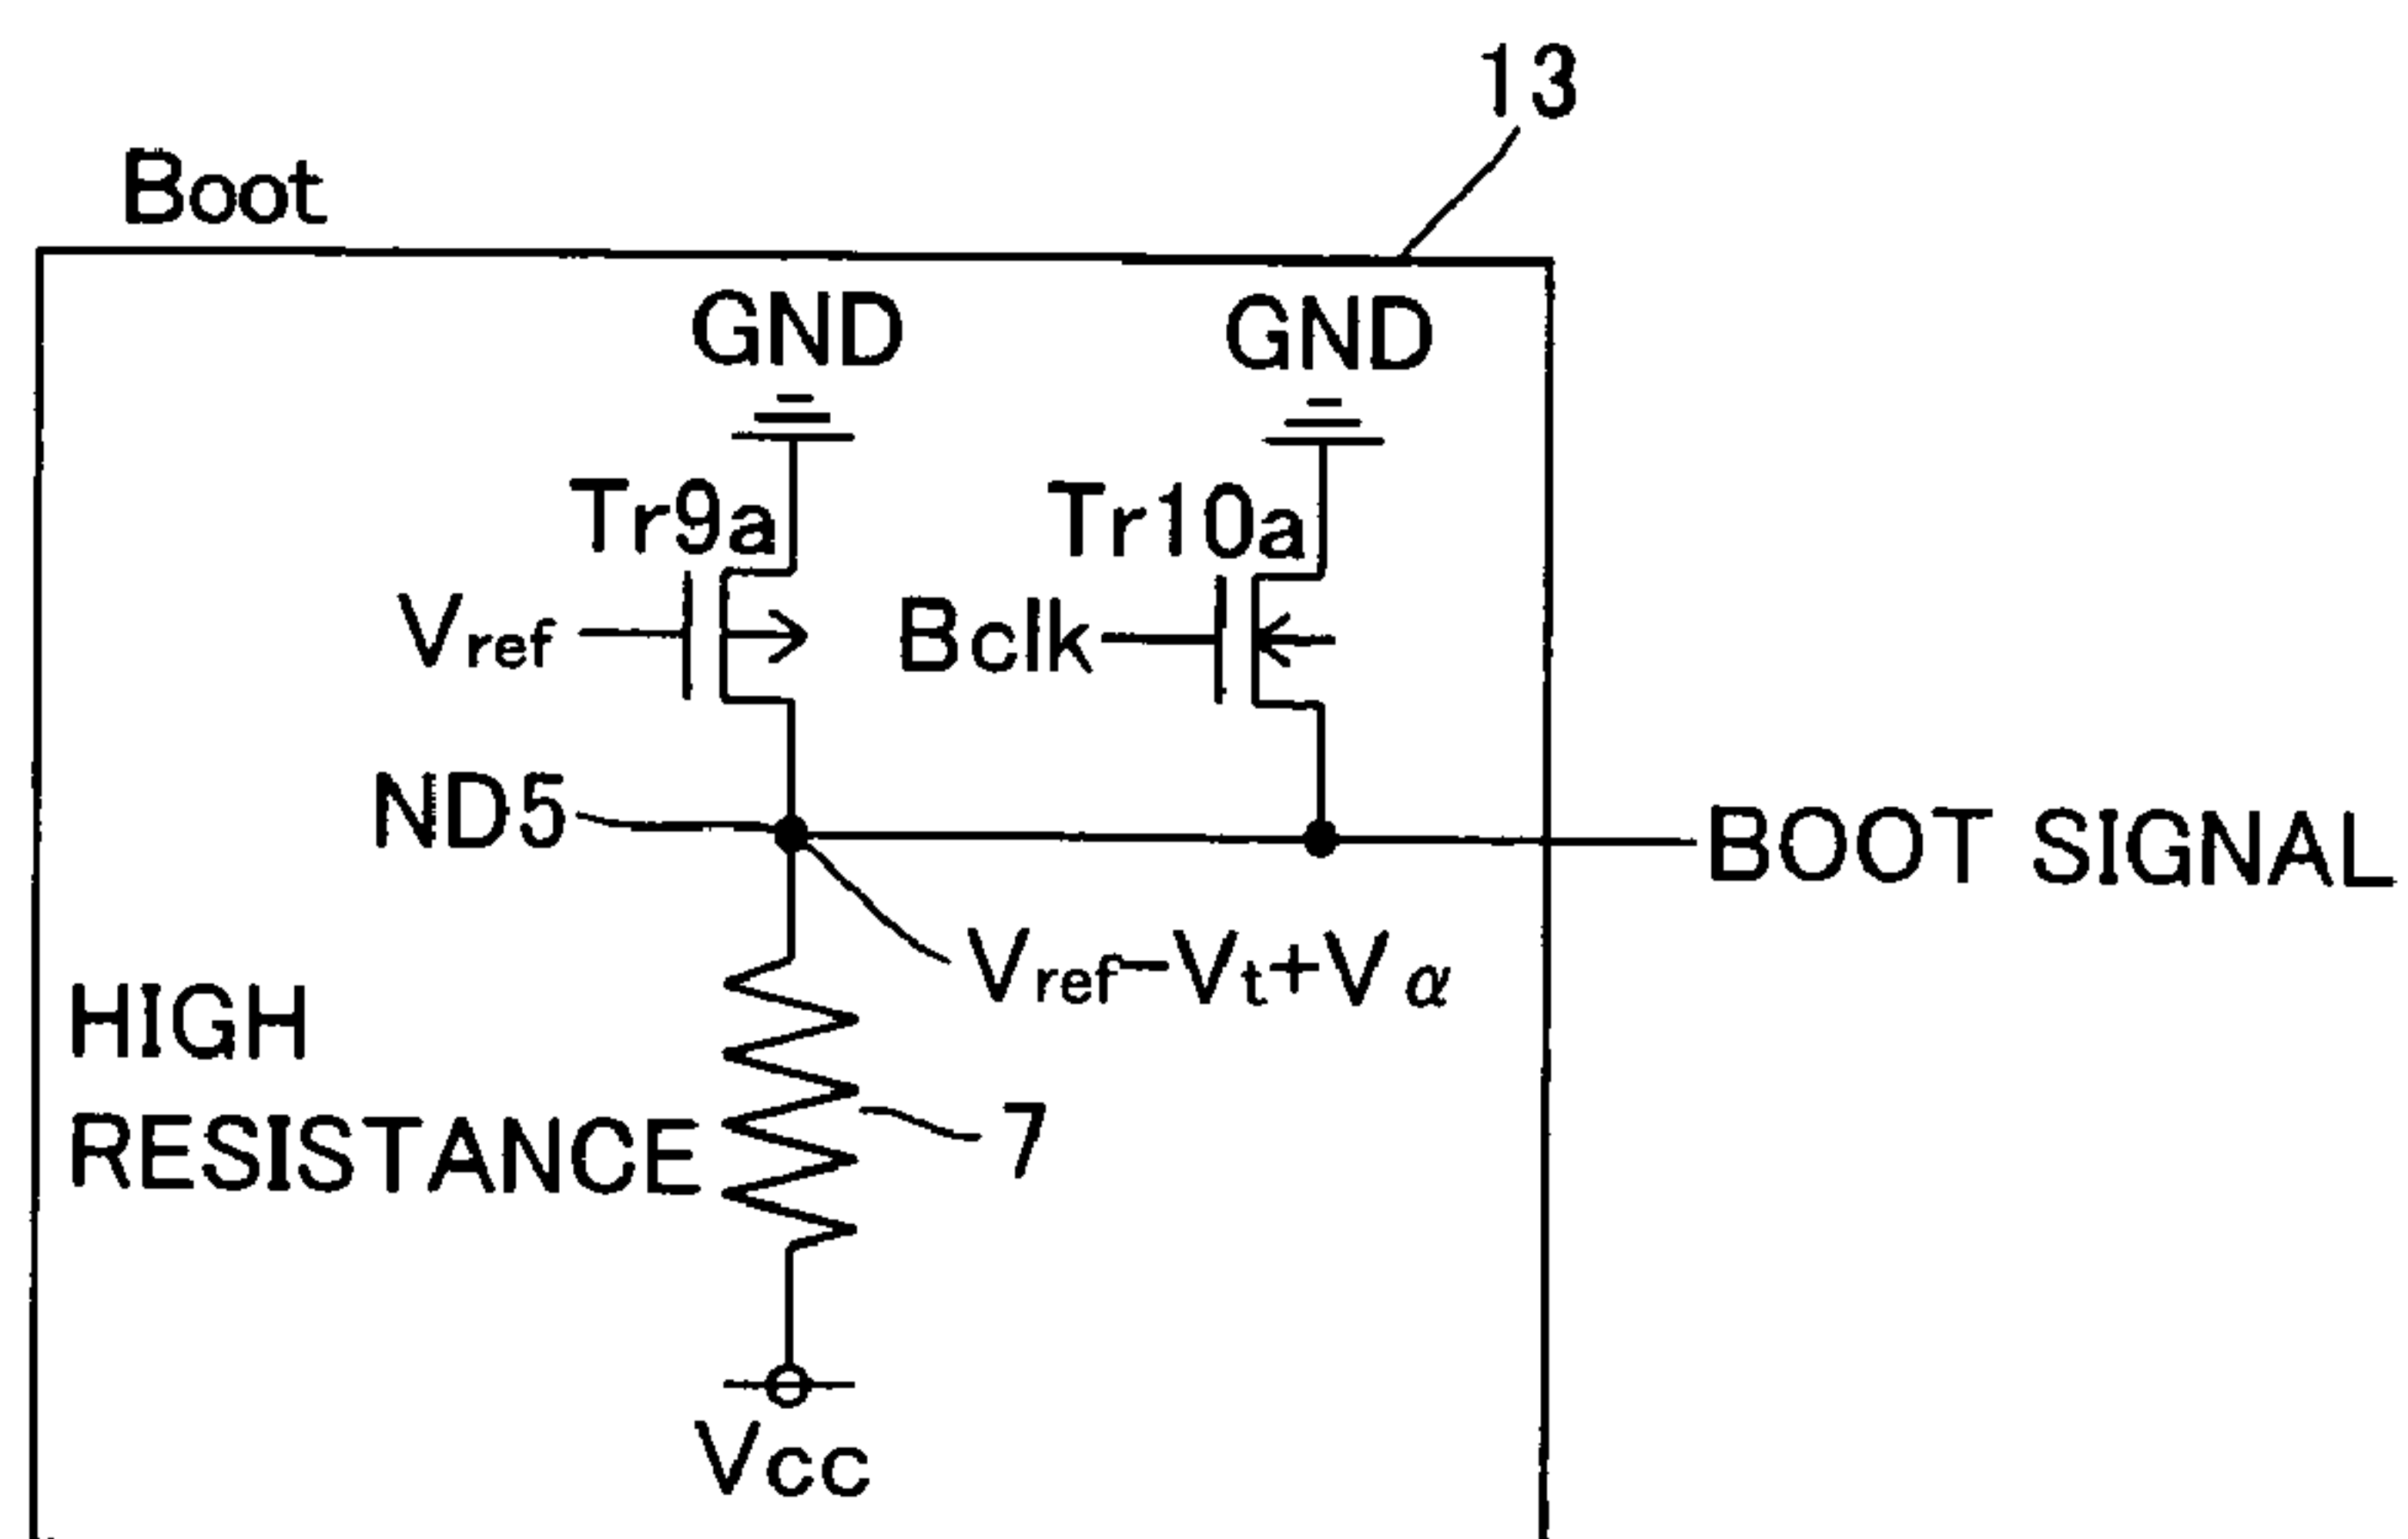 13
Boot
GND
GND
Tr9a
Tr10a
Vref
Bclk
ND5
BOOT SIGNAL
Vref-Vt+Vα
HIGH
RESISTANCE
7
Vcc